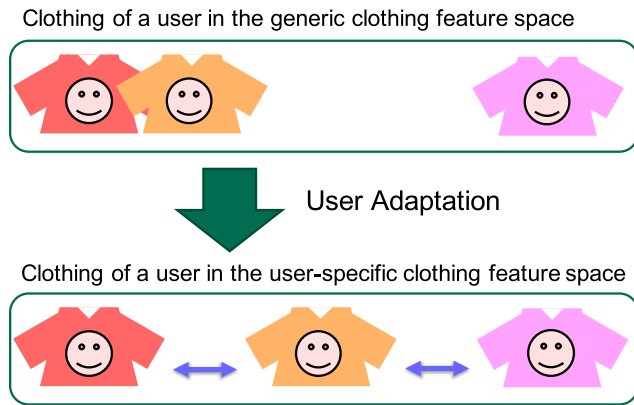 Clothing of a user in the generic clothing feature space
User Adaptation
Clothing of a user in the user-specific clothing feature space